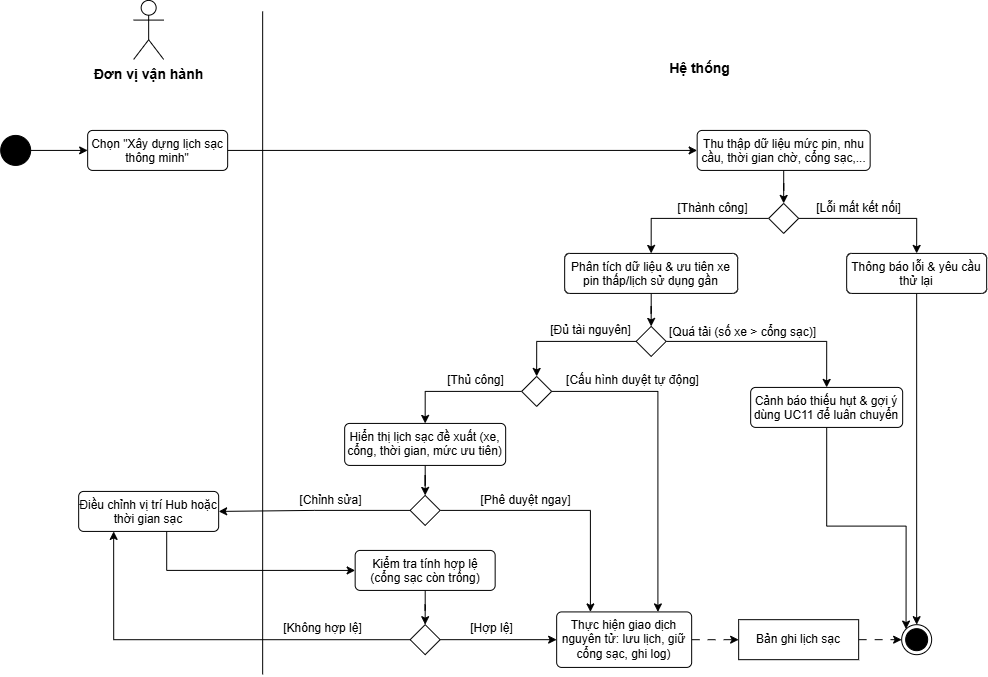 Đơn vị vận hành
Hệ thống
Chọn "Xây dựng lịch sạc
thông minh"
Thu thập dữ liệu mức pin, nhu
cầu, thời gian chờ, cổng sạc,...
[Thành công]
[Lỗi mất kết nối]
Phân tích dữ liệu & ưu tiên xe
pin thấp/lịch sử dụng gần
Thông báo lỗi & yêu cầu
thử lại
[Đủ tài nguyên]
[Quá tải (số xe > cổng sạc)]
[Thủ công]
[Cấu hình duyệt tự động]
Cảnh báo thiếu hụt & gợi ý
dùng UC11 để luân chuyển
Hiển thị lịch sạc đề xuất (xe,
cổng, thời gian, mức ưu tiên)
[Chỉnh sửa]
[Phê duyệt ngay]
Điều chỉnh vị trí Hub hoặc
thời gian sạc
Kiểm tra tính hợp lệ
(cổng sạc còn trống)
[Không hợp lệ]
[Hợp lệ]
Thực hiện giao dịch
nguyên tử: lưu lịch, giữ
cổng sạc, ghi log)
Bản ghi lịch sạc